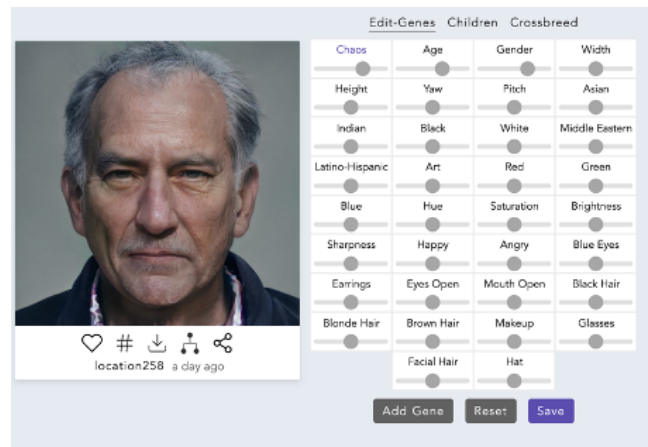 Edit-Genes Children Crossbreed
Chaos Age Gender Width
Height Yaw Pitch Asian
Indian Black White Middle Eastern
Latino-Hispanic Art Red Green
Blue Hue Saturation Brightness
Sharpness Happy Angry Blue Eyes
Earrings Eyes Open Mouth Open Black Hair
Blonde Hair Brown Hair Makeup Glasses
Facial Hair Hat
location258 a day ago
Add Gene Reset Save